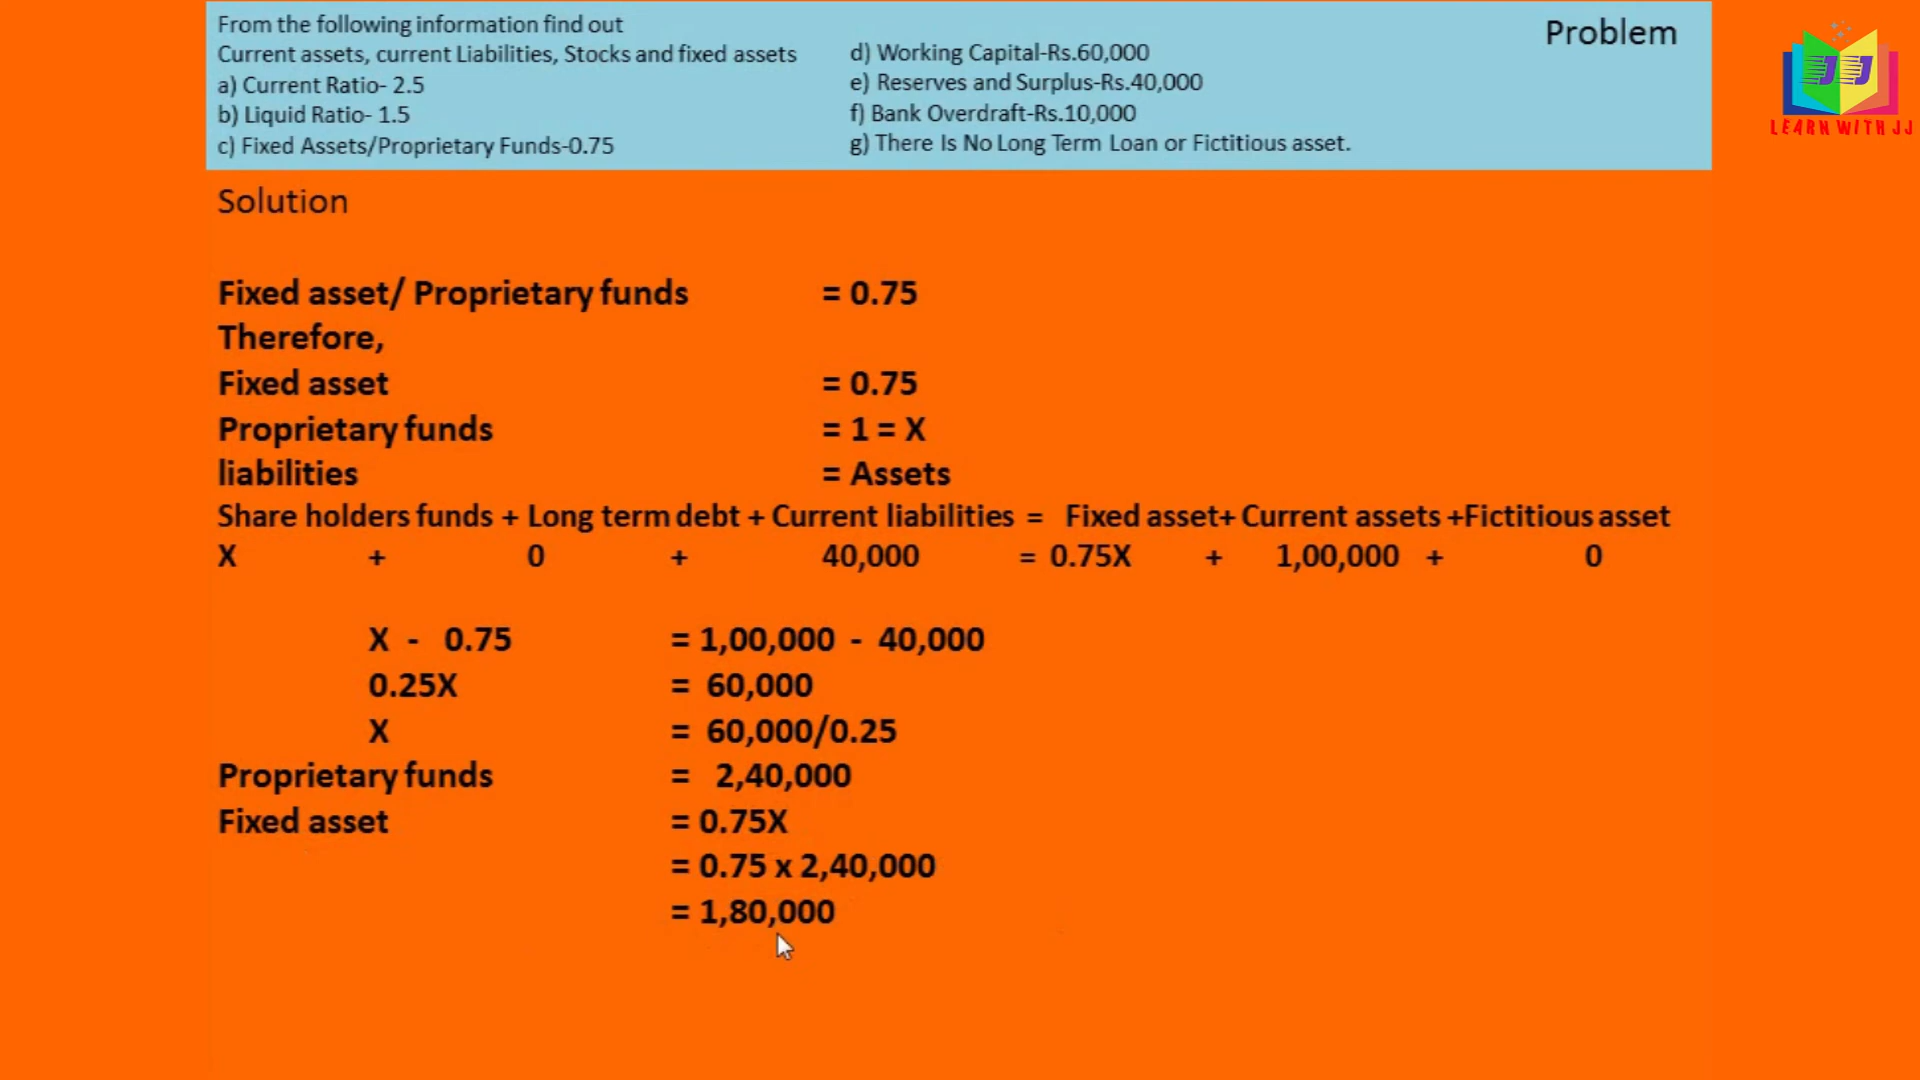 From the following information find out
Current assets, current Liabilities, Stocks and fixed assets
a) Current Ratio- 2.5
b) Liquid Ratio- 1.5
c) Fixed Assets/Proprietary Funds-0.75
d) Working Capital-Rs.60,000
e) Reserves and Surplus-Rs.40,000
f) Bank Overdraft-Rs.10,000
g) There Is No Long Term Loan or Fictitious asset.
Problem
JJ
LEARN WITH JJ
Solution
Fixed asset/ Proprietary funds = 0.75
Therefore,
Fixed asset = 0.75
Proprietary funds = 1 = X
liabilities = Assets
Share holders funds + Long term debt + Current liabilities = Fixed asset+ Current assets +Fictitious asset
X + 0 + 40,000 = 0.75X + 1,00,000 + 0
X - 0.75 = 1,00,000 - 40,000
0.25X = 60,000
X = 60,000/0.25
Proprietary funds = 2,40,000
Fixed asset = 0.75X
= 0.75 x 2,40,000
= 1,80,000